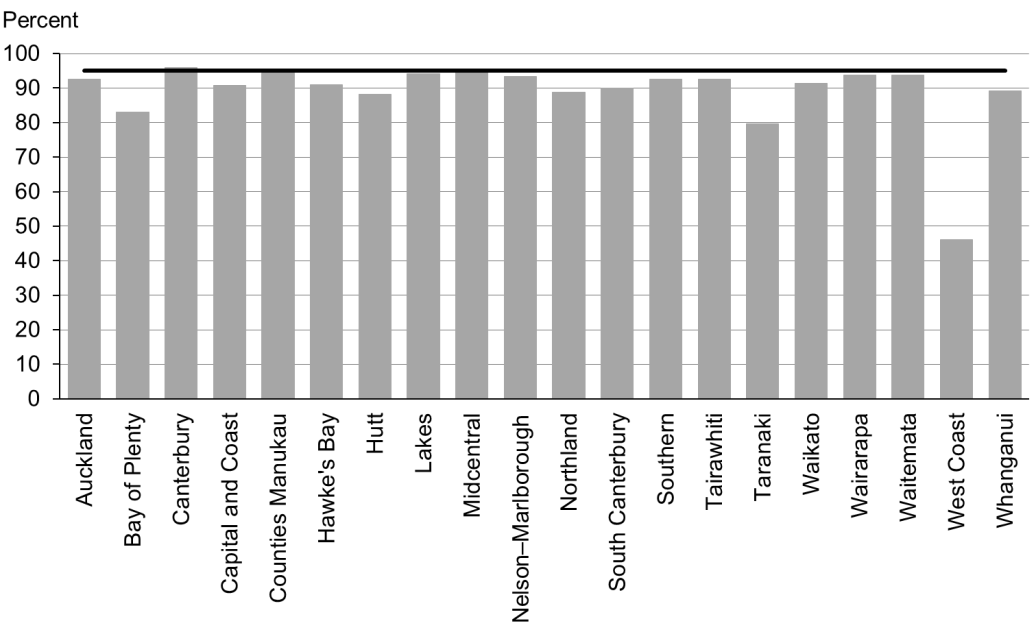 Percent
100
90
80
70
60
50
40
30
20
10
0
Auckland
Bay of Plenty
Canterbury
Capital and Coast
Counties Manukau
Hawke's Bay
Hutt
Lakes
Midcentral
Nelson–Marlborough
Northland
South Canterbury
Southern
Tairawhiti
Taranaki
Waikato
Wairarapa
Waitemata
West Coast
Whanganui